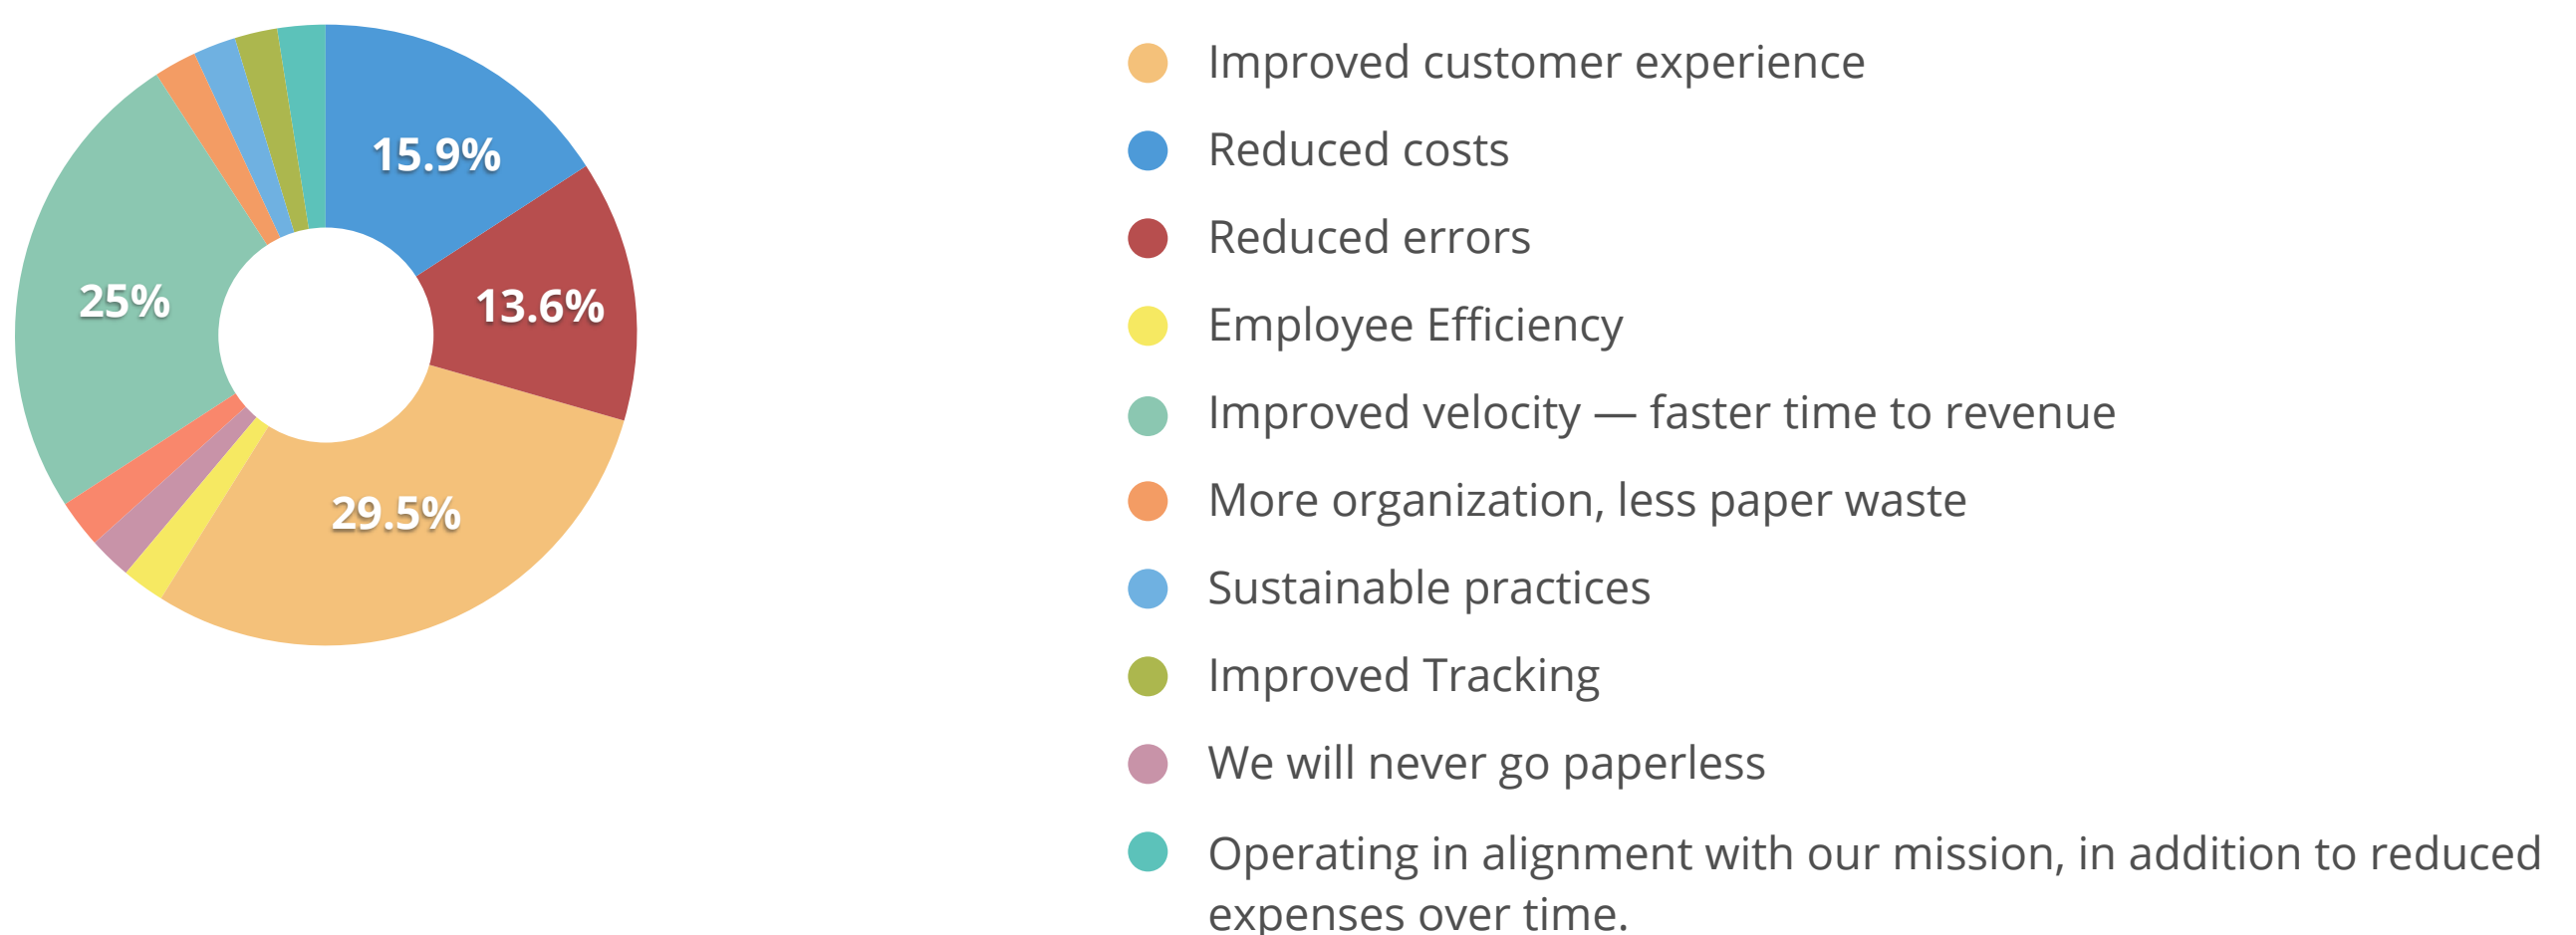 15.9%
13.6%
25%
29.5%
Improved customer experience
Reduced costs
Reduced errors
Employee Efficiency
Improved velocity — faster time to revenue
More organization, less paper waste
Sustainable practices
Improved Tracking
We will never go paperless
Operating in alignment with our mission, in addition to reduced
expenses over time.